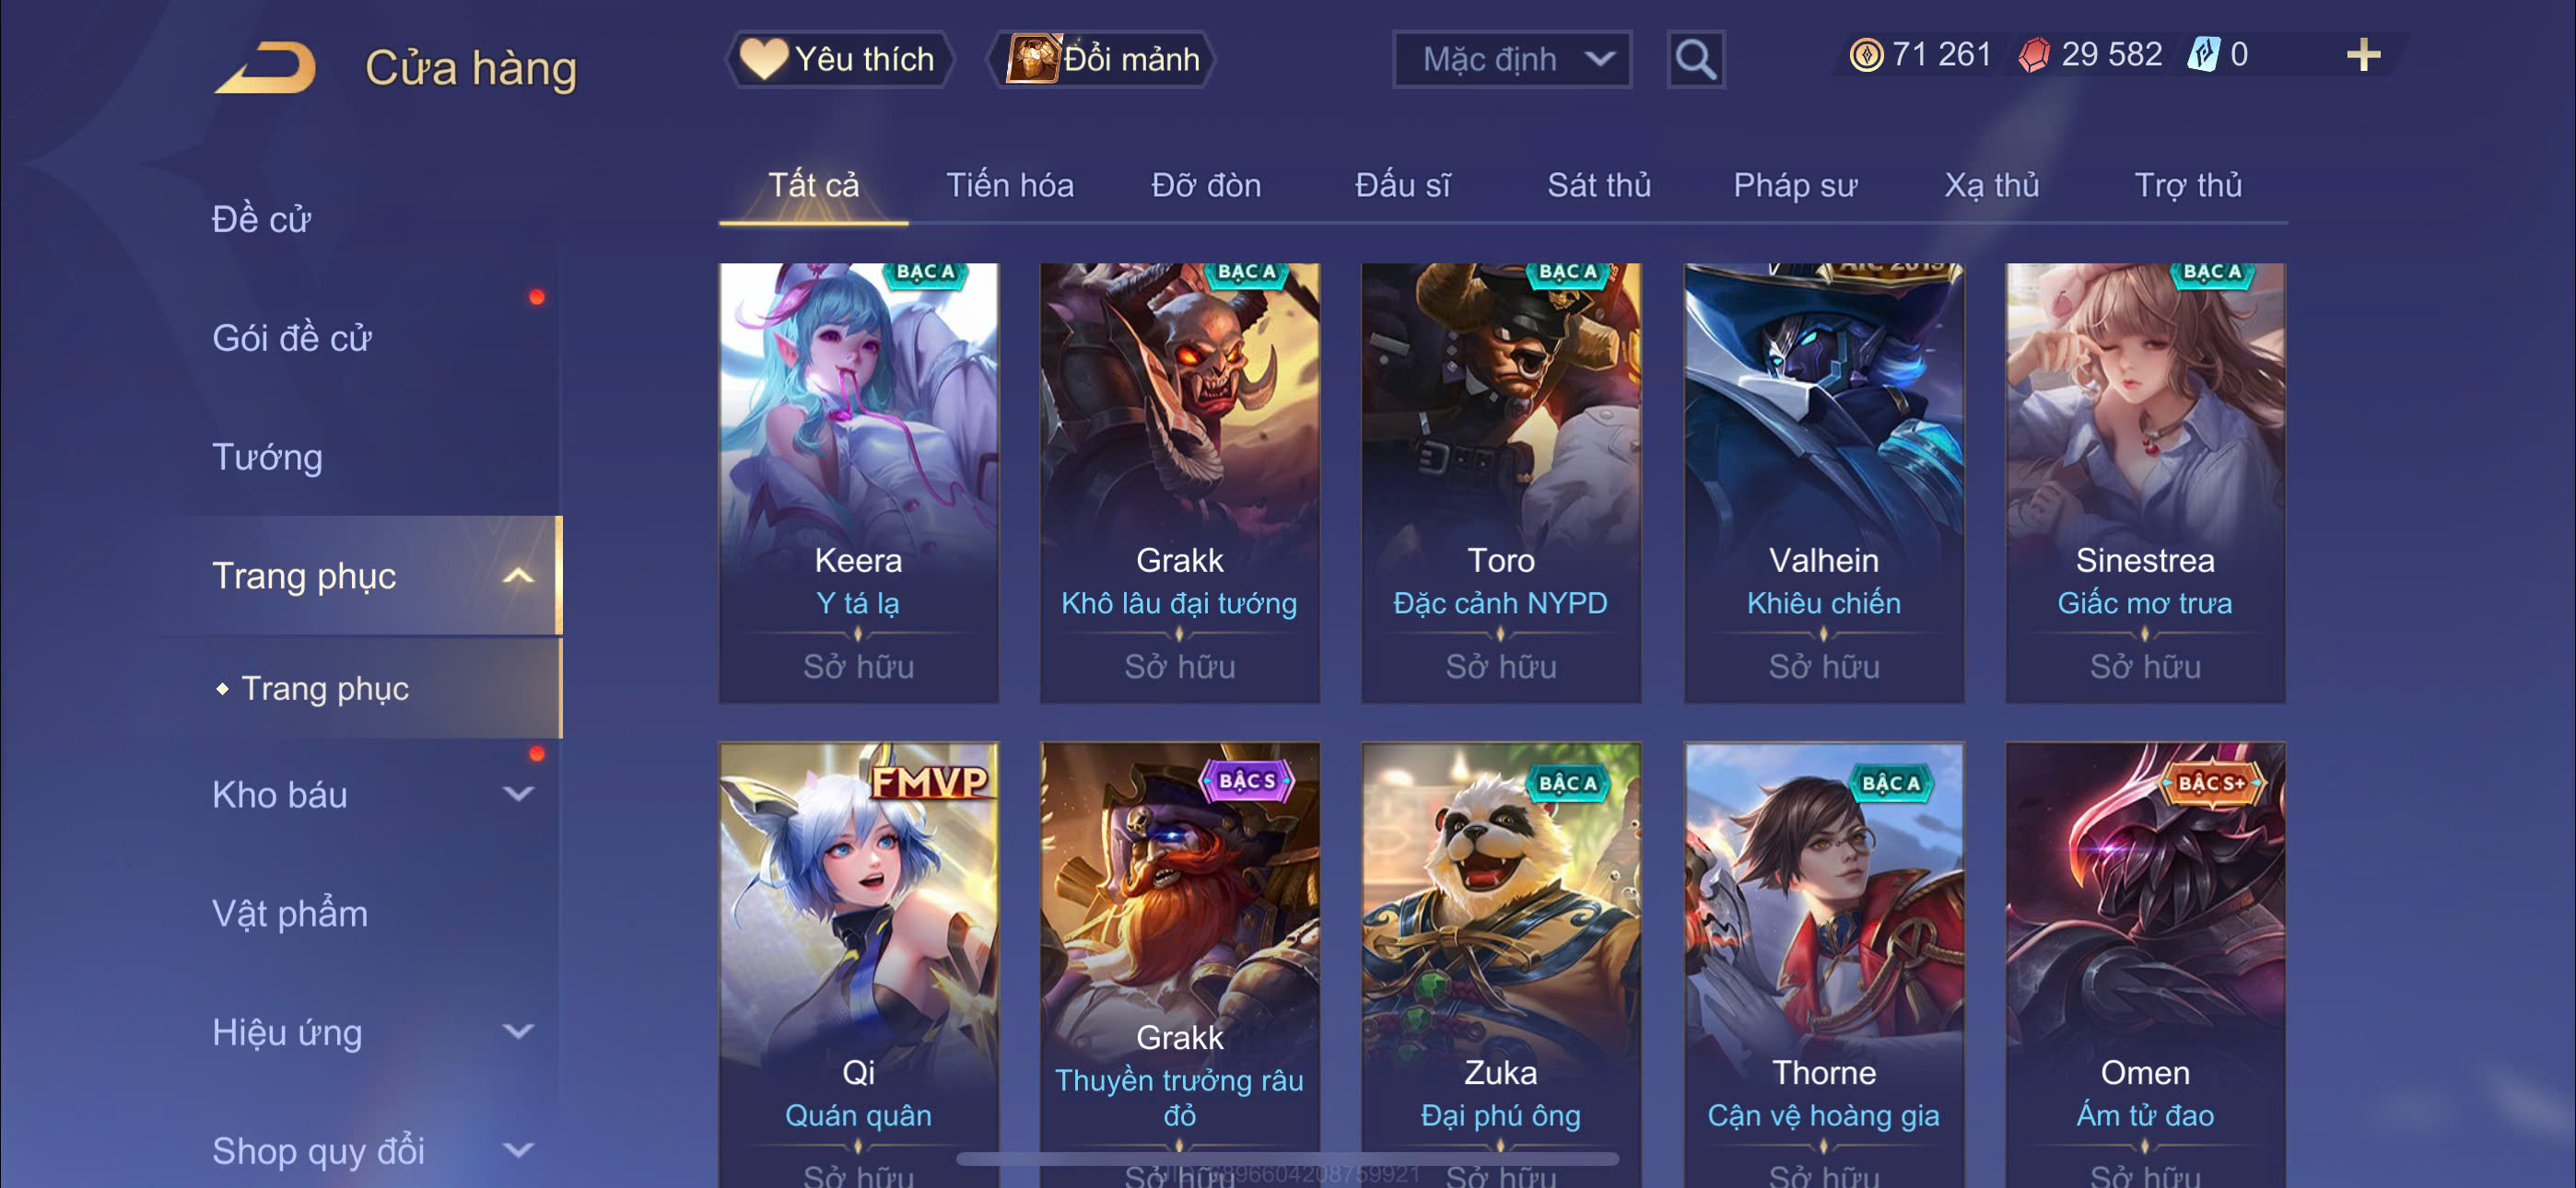 Cửa hàng
Yêu thích
Đổi mảnh
Mặc định
71 261
29 582
0
Tất cả
Tiến hóa
Đỡ đòn
Đấu sĩ
Sát thủ
Pháp sư
Xạ thủ
Trợ thủ
Đề cử
Gói đề cử
Tướng
Trang phục
Trang phục
Kho báu
Vật phẩm
Hiệu ứng
Shop quy đổi
BẬC A
Keera
Y tá lạ
Sở hữu
BẬC A
Grakk
Khô lâu đại tướng
Sở hữu
BẬC A
Toro
Đặc cảnh NYPD
Sở hữu
AIC 2019
Valhein
Khiêu chiến
Sở hữu
BẬC A
Sinestrea
Giấc mơ trưa
Sở hữu
FMVP
Qi
Quán quân
Sở hữu
BẬC S
Grakk
Thuyền trưởng râu
đỏ
Sở hữu
BẬC A
Zuka
Đại phú ông
Sở hữu
BẬC A
Thorne
Cận vệ hoàng gia
Sở hữu
BẬC S+
Omen
Ám tử đao
Sở hữu